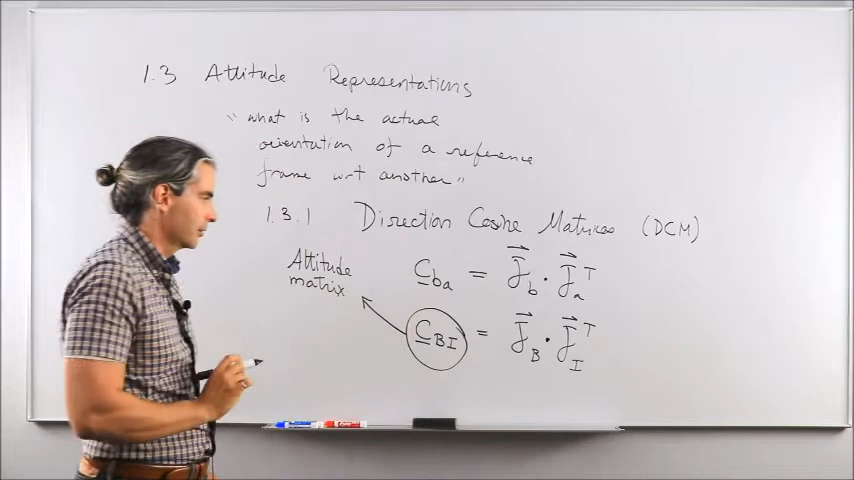 1.3 Attitude Representations
"what is the actual
orientation of a reference
frame wrt another"
1.3.1 Direction Cosine Matrices (DCM)
Attitude
matrix
C_ba = F_b · F_a^T
C_BI = F_B · F_I^T